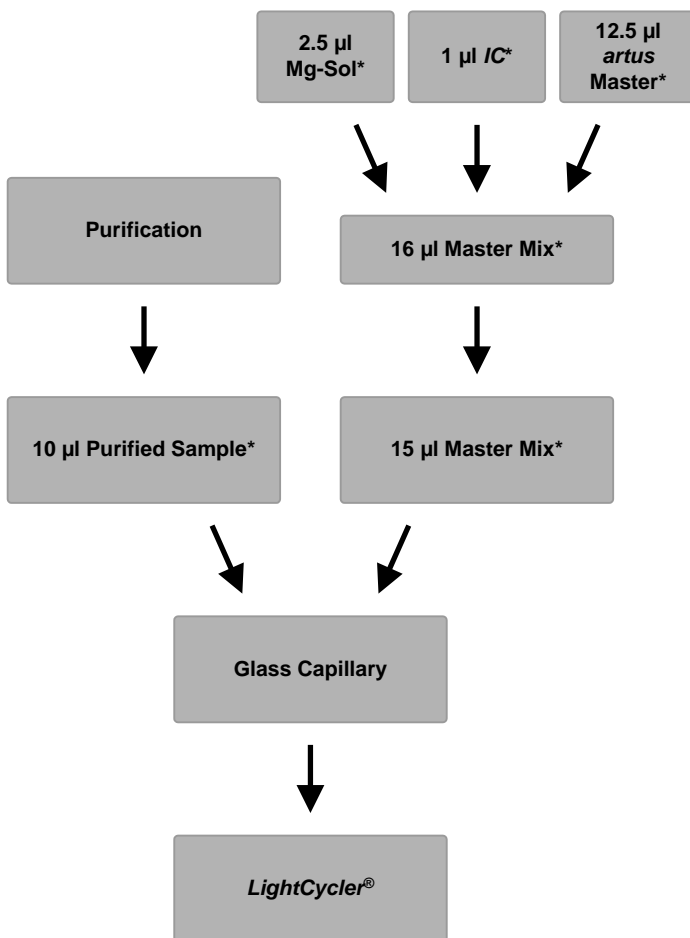 2.5 µl
Mg-Sol*
1 µl IC*
12.5 µl
artus
Master*
Purification
16 µl Master Mix*
10 µl Purified Sample*
15 µl Master Mix*
Glass Capillary
LightCycler®